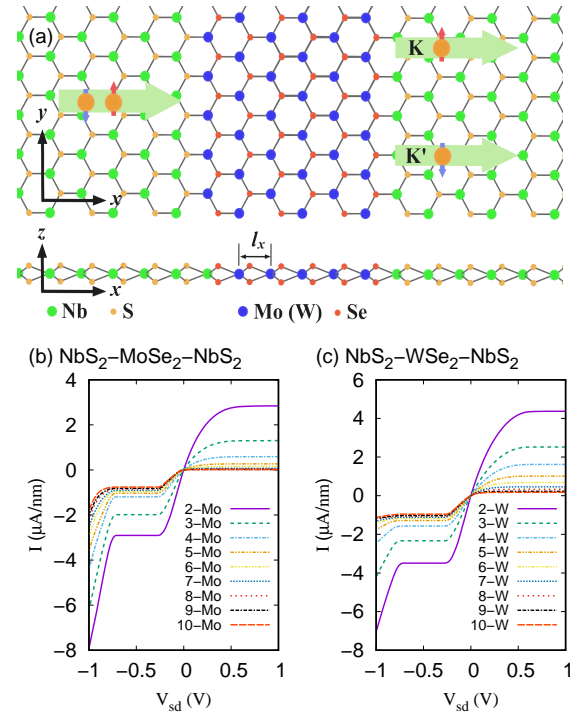 (a)
K
K'
y
x
z
l_x
x
Nb S Mo (W) Se
(b) NbS₂−MoSe₂−NbS₂
I (μA/nm)
4
2
0
−2
−4
−6
−8
2−Mo
3−Mo
4−Mo
5−Mo
6−Mo
7−Mo
8−Mo
9−Mo
10−Mo
−1 −0.5 0 0.5 1
V_sd (V)
(c) NbS₂−WSe₂−NbS₂
I (μA/nm)
6
4
2
0
−2
−4
−6
−8
2−W
3−W
4−W
5−W
6−W
7−W
8−W
9−W
10−W
−1 −0.5 0 0.5 1
V_sd (V)